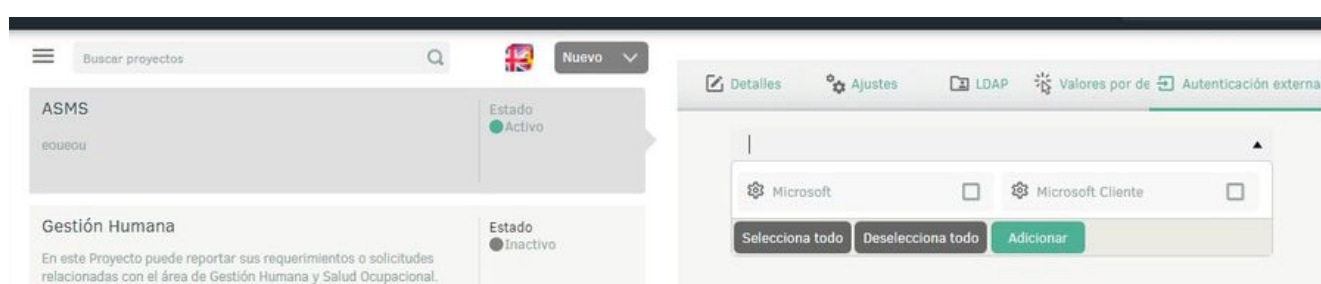 Buscar proyectos
Nuevo
ASMS
eoueou
Estado
Activo
Gestión Humana
En este Proyecto puede reportar sus requerimientos o solicitudes
relacionadas con el área de Gestión Humana y Salud Ocupacional.
Estado
Inactivo
Detalles
Ajustes
LDAP
Valores por de
Autenticación externa
Microsoft
Microsoft Cliente
Selecciona todo
Deselecciona todo
Adicionar